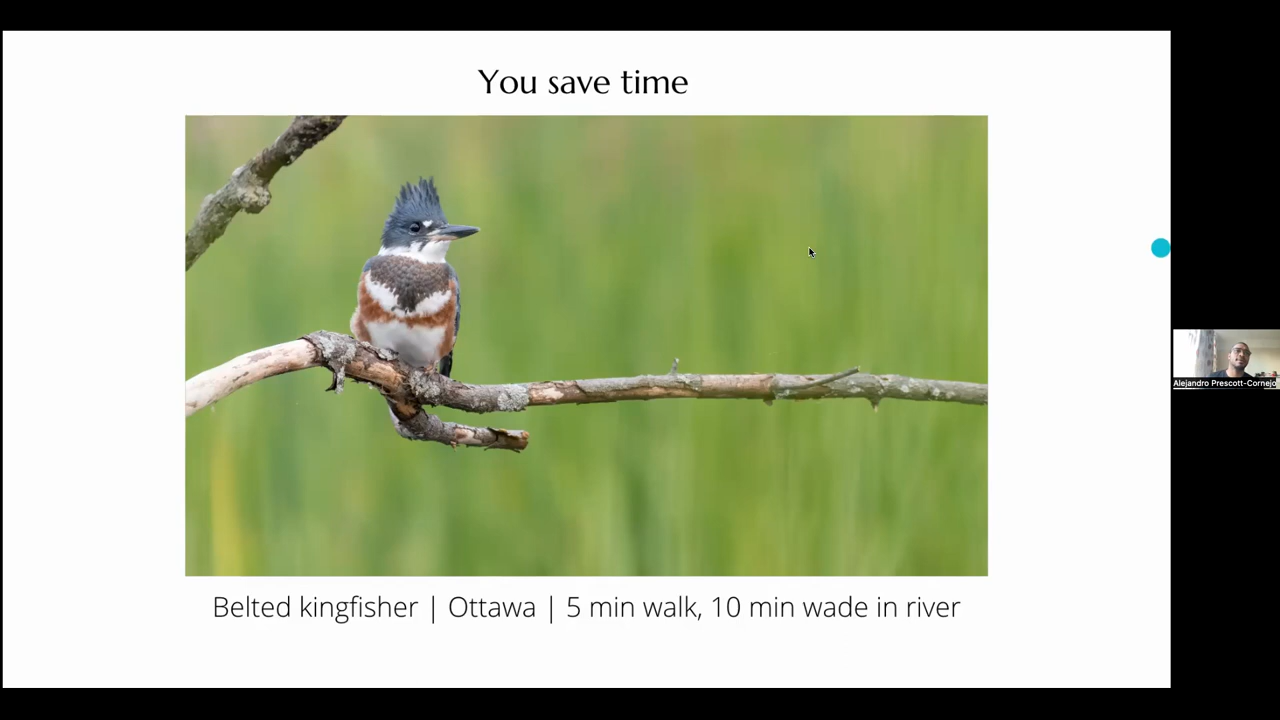 You save time
Belted kingfisher | Ottawa | 5 min walk, 10 min wade in river
Alejandro Prescott-Cornejo